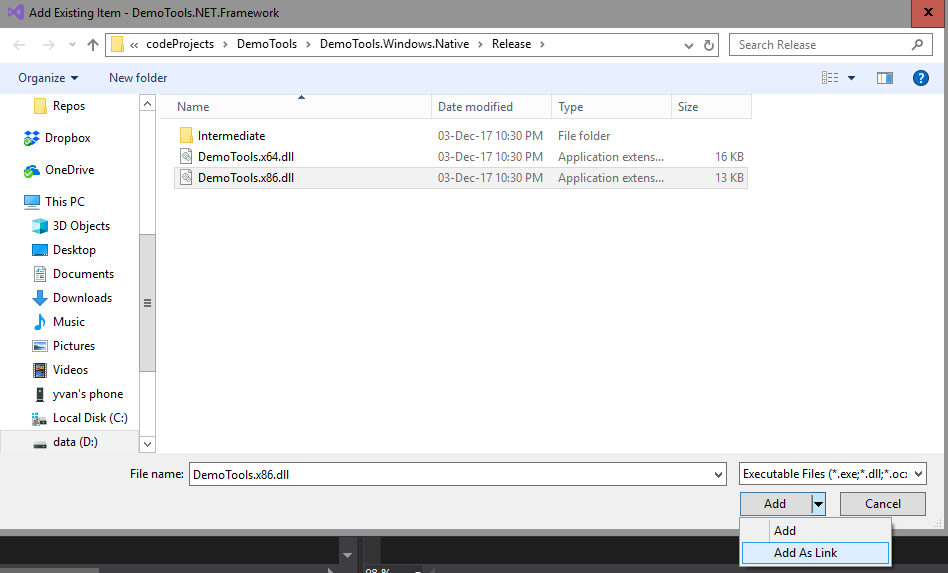 Add Existing Item - DemoTools.NET.Framework
« codeProjects > DemoTools > DemoTools.Windows.Native > Release >
Search Release
Organize
New folder
Name
Date modified
Type
Size
Repos
Dropbox
OneDrive
This PC
3D Objects
Desktop
Documents
Downloads
Music
Pictures
Videos
yvan's phone
Local Disk (C:)
data (D:)
Intermediate 03-Dec-17 10:30 PM File folder
DemoTools.x64.dll 03-Dec-17 10:30 PM Application extens... 16 KB
DemoTools.x86.dll 03-Dec-17 10:30 PM Application extens... 13 KB
File name: DemoTools.x86.dll
Executable Files (*.exe;*.dll;*.oc
Add
Cancel
Add
Add As Link
98 %